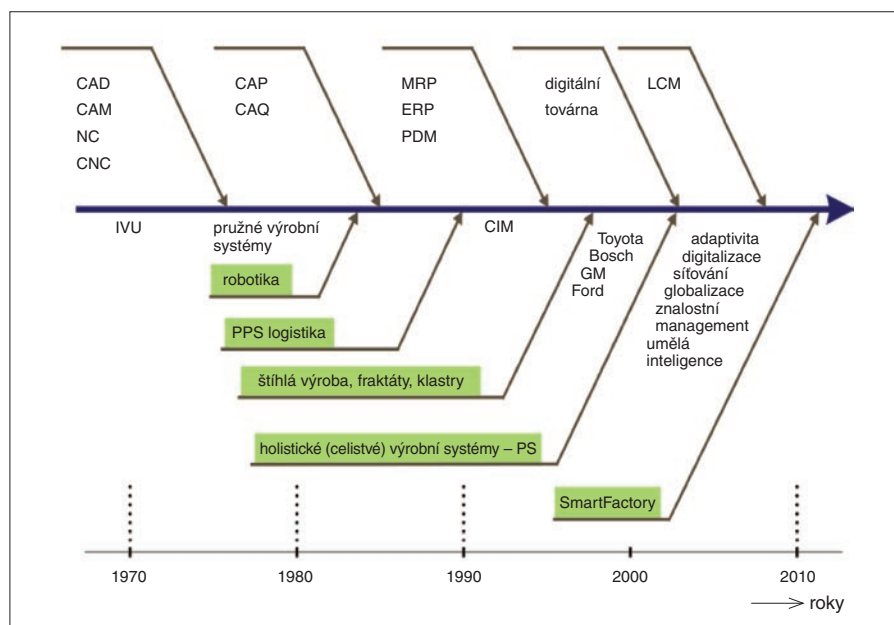 CAD
CAM
NC
CNC
CAP
CAQ
MRP
ERP
PDM
digitální
továrna
LCM
IVU
pružné výrobní
systémy
CIM
Toyota
Bosch
GM
Ford
adaptivita
digitalizace
síťování
globalizace
znalostní
management
umělá
inteligence
robotika
PPS logistika
štíhlá výroba, fraktáty, klastry
holistické (celistvé) výrobní systémy – PS
SmartFactory
1970
1980
1990
2000
2010
roky